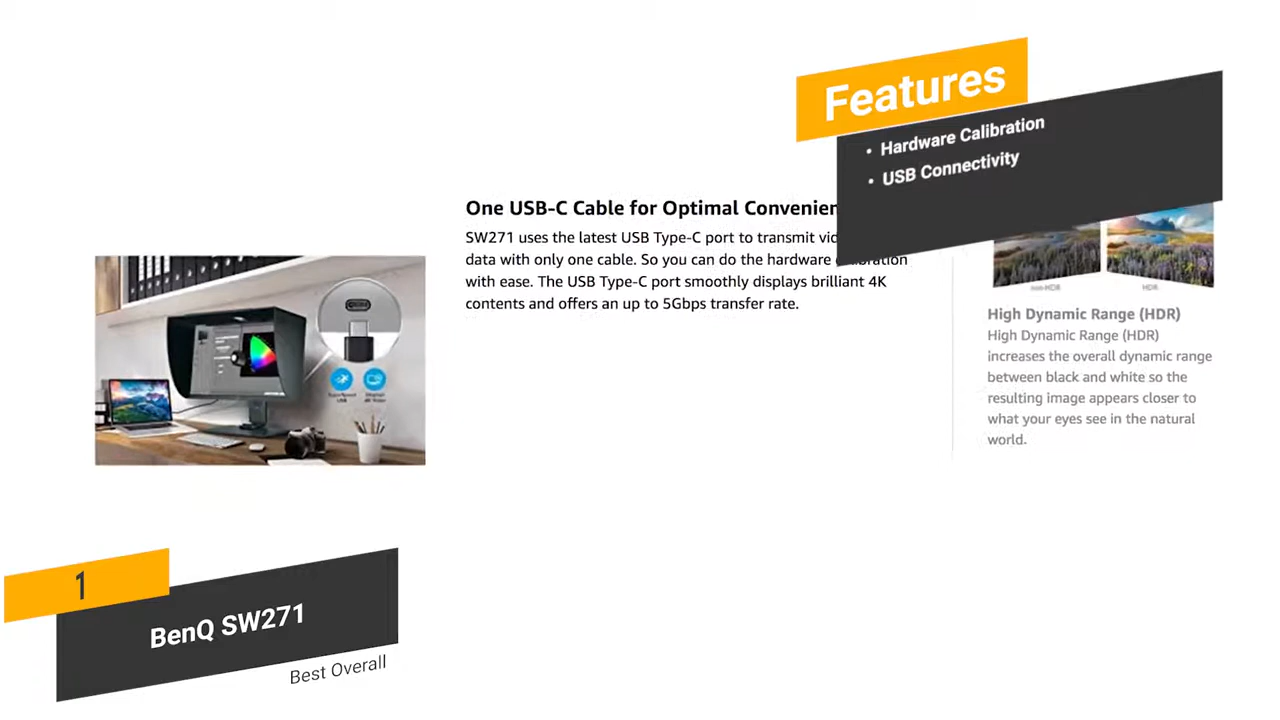 Features
• Hardware Calibration
• USB Connectivity
One USB-C Cable for Optimal
SW271 uses the latest USB Type-C port to transmit
data with only one cable. So you can do the hardware
with ease. The USB Type-C port smoothly displays brilliant 4K
contents and offers an up to 5Gbps transfer rate.
non-HDR
HDR
High Dynamic Range (HDR)
High Dynamic Range (HDR)
increases the overall dynamic range
between black and white so the
resulting image appears closer to
what your eyes see in the natural
world.
1
BenQ SW271
Best Overall